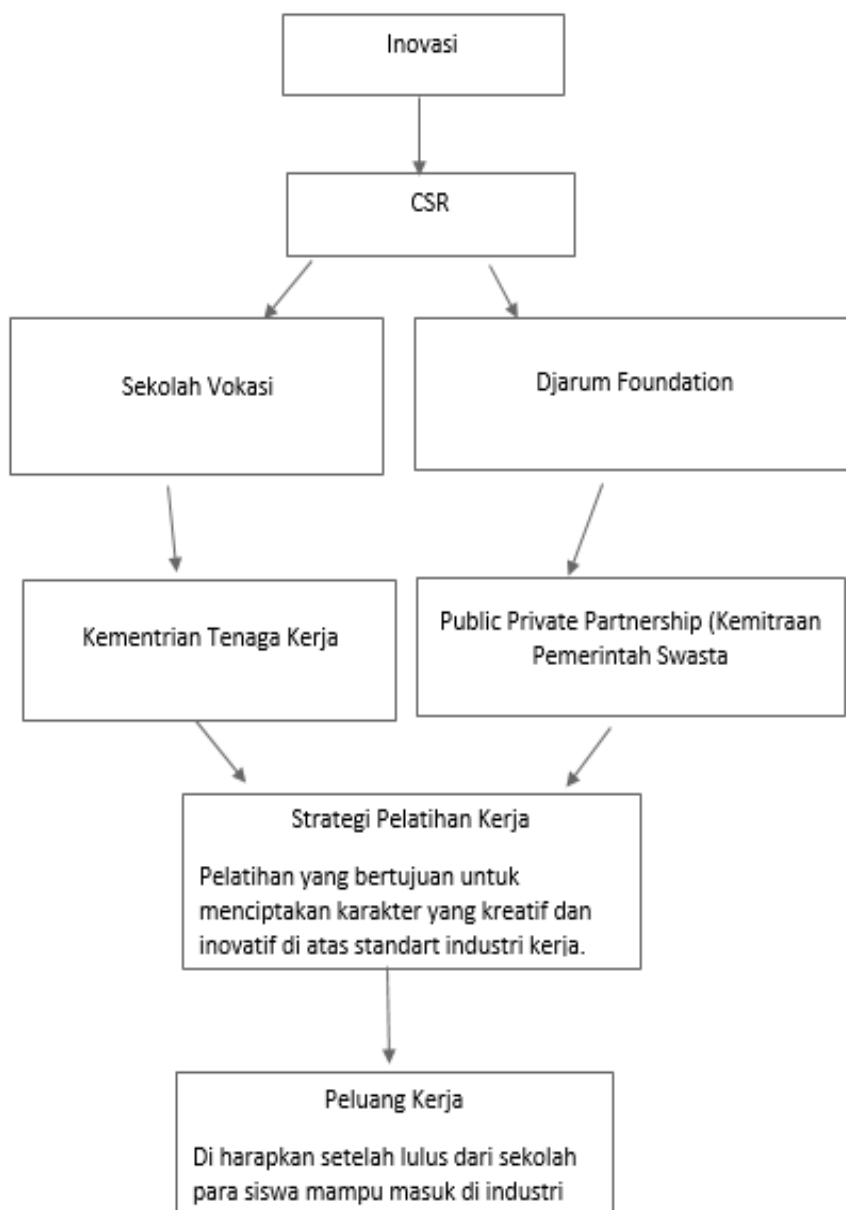 Inovasi
CSR
Sekolah Vokasi
Djarum Foundation
Kementrian Tenaga Kerja
Public Private Partnership (Kemitraan
Pemerintah Swasta
Strategi Pelatihan Kerja
Pelatihan yang bertujuan untuk
menciptakan karakter yang kreatif dan
inovatif di atas standart industri kerja.
Peluang Kerja
Di harapkan setelah lulus dari sekolah
para siswa mampu masuk di industri